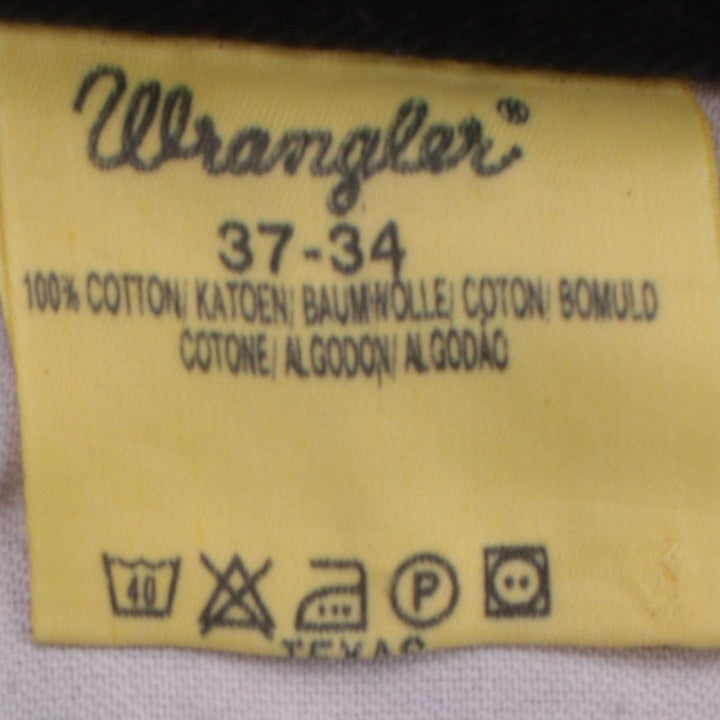 Wrangler®
37-34
100% COTTON/ KATOEN/ BAUMWOLLE/ COTON/ BOMULD
COTONE/ ALGODON/ ALGODÃO
40 P
TEXAS